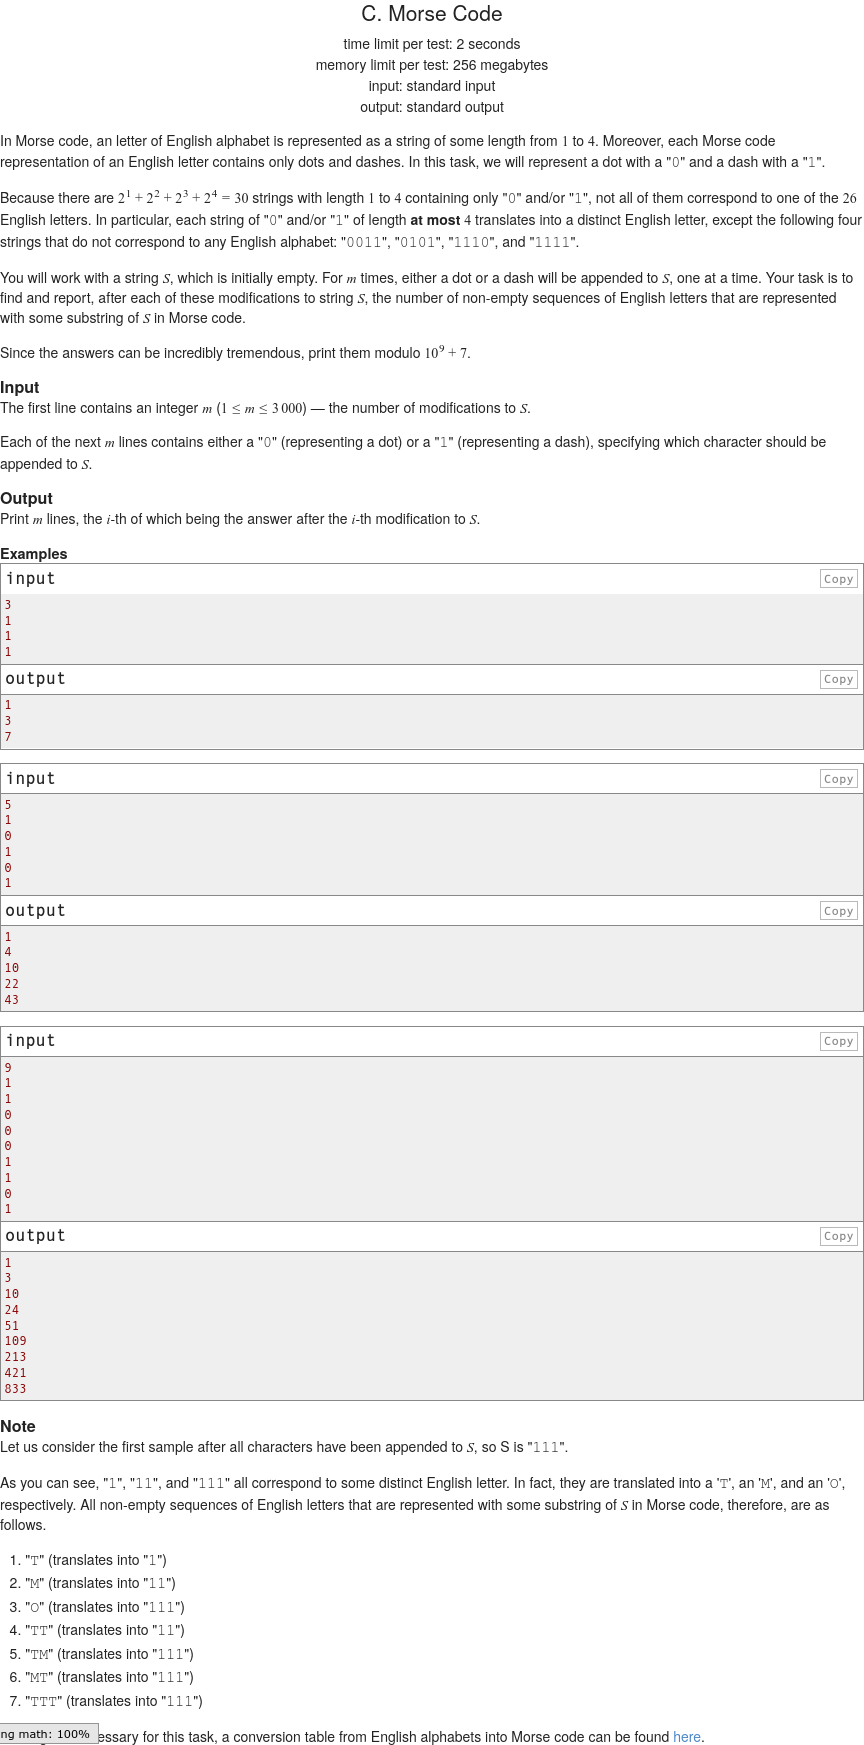 C. Morse Code
time limit per test: 2 seconds
memory limit per test: 256 megabytes
input: standard input
output: standard output
In Morse code, an letter of English alphabet is represented as a string of some length from 1 to 4. Moreover, each Morse code
representation of an English letter contains only dots and dashes. In this task, we will represent a dot with a "0" and a dash with a "1".
Because there are 2^1 + 2^2 + 2^3 + 2^4 = 30 strings with length 1 to 4 containing only "0" and/or "1", not all of them correspond to one of the 26
English letters. In particular, each string of "0" and/or "1" of length at most 4 translates into a distinct English letter, except the following four
strings that do not correspond to any English alphabet: "0011", "0101", "1110", and "1111".
You will work with a string S, which is initially empty. For m times, either a dot or a dash will be appended to S, one at a time. Your task is to
find and report, after each of these modifications to string S, the number of non-empty sequences of English letters that are represented
with some substring of S in Morse code.
Since the answers can be incredibly tremendous, print them modulo 10^9 + 7.
Input
The first line contains an integer m (1 ≤ m ≤ 3 000) — the number of modifications to S.
Each of the next m lines contains either a "0" (representing a dot) or a "1" (representing a dash), specifying which character should be
appended to S.
Output
Print m lines, the i-th of which being the answer after the i-th modification to S.
Examples
input Copy
3
1
1
1
output Copy
1
3
7
input Copy
5
1
0
1
0
1
output Copy
1
4
10
22
43
input Copy
9
1
1
0
0
0
1
1
0
1
output Copy
1
3
10
24
51
109
213
421
833
Note
Let us consider the first sample after all characters have been appended to S, so S is "111".
As you can see, "1", "11", and "111" all correspond to some distinct English letter. In fact, they are translated into a 'T', an 'M', and an 'O',
respectively. All non-empty sequences of English letters that are represented with some substring of S in Morse code, therefore, are as
follows.
1. "T" (translates into "1")
2. "M" (translates into "11")
3. "O" (translates into "111")
4. "TT" (translates into "11")
5. "TM" (translates into "111")
6. "MT" (translates into "111")
7. "TTT" (translates into "111")
ng math: 100% essary for this task, a conversion table from English alphabets into Morse code can be found here.